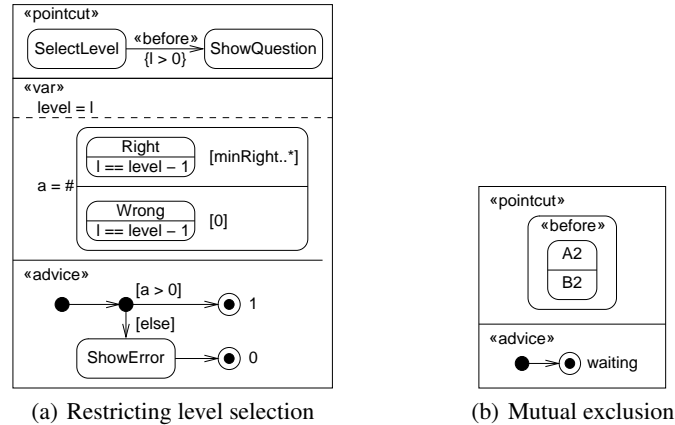 «pointcut»
SelectLevel
«before»
{l > 0}
ShowQuestion
«var»
level = l
a = #
Right
l == level − 1
[minRight..*]
Wrong
l == level − 1
[0]
«advice»
[a > 0]
1
[else]
ShowError
0
(a) Restricting level selection
«pointcut»
«before»
A2
B2
«advice»
waiting
(b) Mutual exclusion